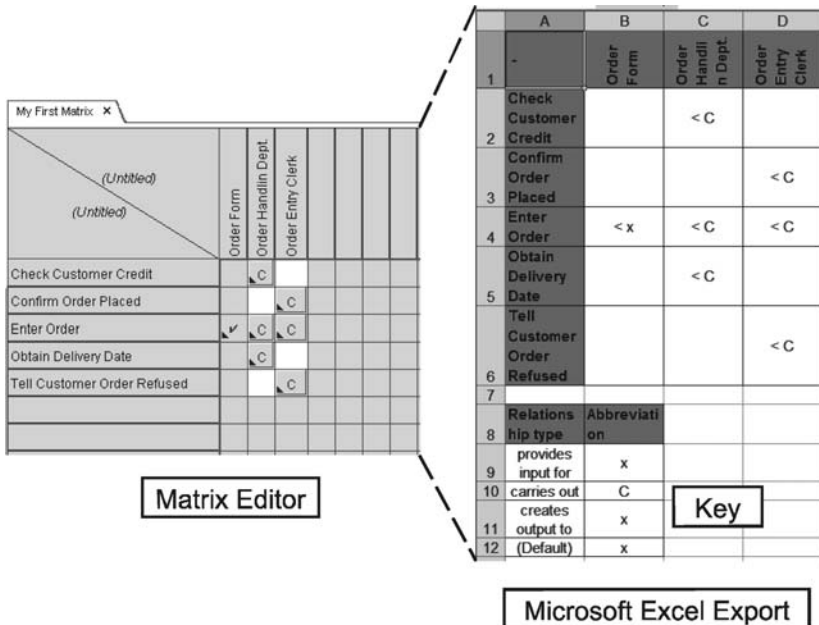 My First Matrix ×
(Untitled)
(Untitled)
Order Form
Order Handlin Dept.
Order Entry Clerk
Check Customer Credit
C
Confirm Order Placed
C
Enter Order
✓ C C
Obtain Delivery Date
C
Tell Customer Order Refused
C
Matrix Editor
A B C D
1
-
Order
Form
Order
Handli
n Dept.
Order
Entry
Clerk
Check
Customer
2 Credit
< C
Confirm
Order
3 Placed
< C
Enter
4 Order
< x < C < C
Obtain
Delivery
5 Date
< C
Tell
Customer
Order
6 Refused
< C
7
Relations
8 hip type
Abbreviati
on
provides
9 input for
x
10 carries out C
creates
11 output to
x
12 (Default) x
Key
Microsoft Excel Export